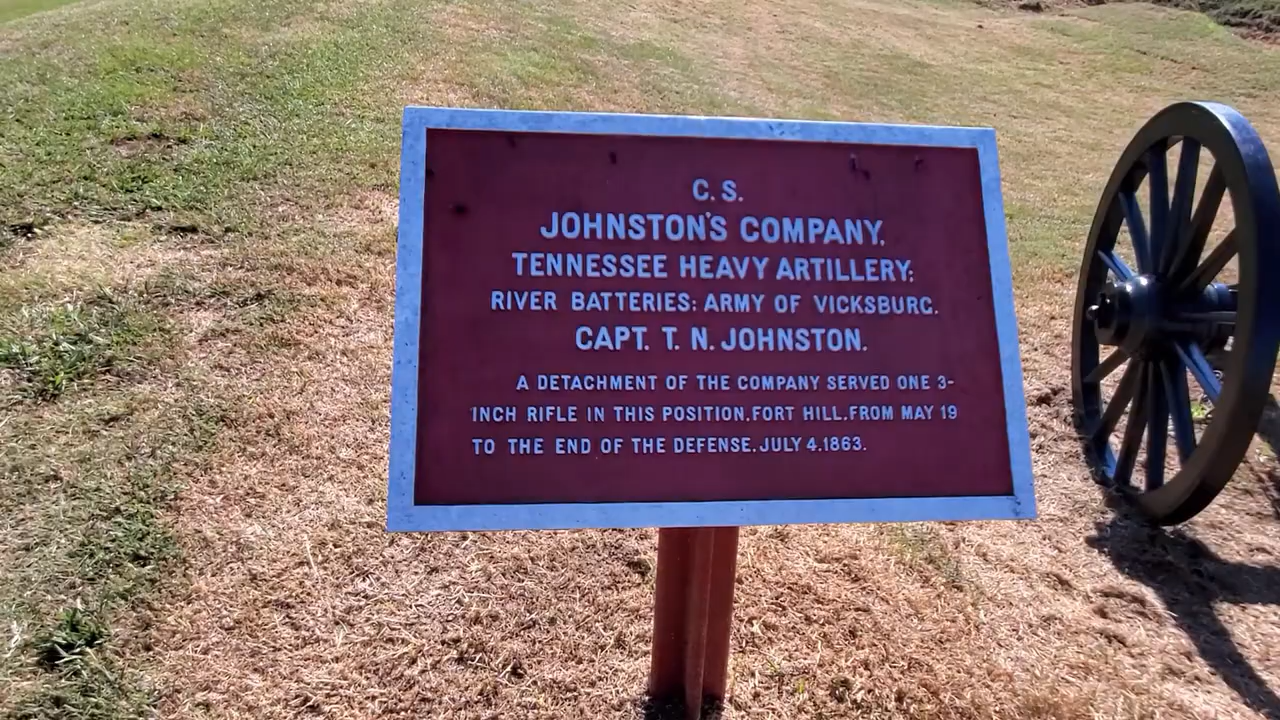 C. S.
JOHNSTON'S COMPANY,
TENNESSEE HEAVY ARTILLERY;
RIVER BATTERIES; ARMY OF VICKSBURG.
CAPT. T. N. JOHNSTON.
A DETACHMENT OF THE COMPANY SERVED ONE 3-
INCH RIFLE IN THIS POSITION, FORT HILL, FROM MAY 19
TO THE END OF THE DEFENSE, JULY 4, 1863.